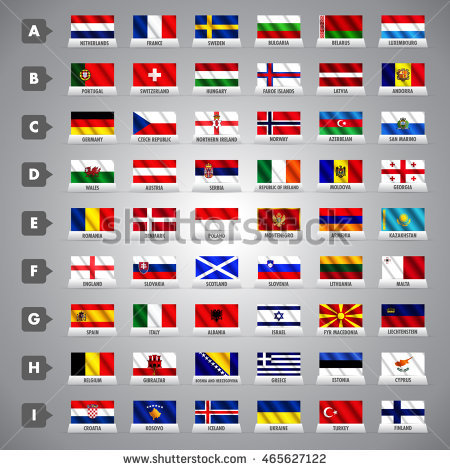 A
NETHERLANDS FRANCE SWEDEN BULGARIA BELARUS LUXEMBOURG
B
PORTUGAL SWITZERLAND HUNGARY FAROE ISLANDS LATVIA ANDORRA
C
GERMANY CZECH REPUBLIC NORTHERN IRELAND NORWAY AZERBIJAN SAN MARINO
D
WALES AUSTRIA SERBIA REPUBLIC OF IRELAND MOLDOVA GEORGIA
E
ROMANIA DENMARK POLAND MONTENEGRO ARMENIA KAZAKHSTAN
shutterstock
F
ENGLAND SLOVAKIA SCOTLAND SLOVENIA LITHUANIA MALTA
G
SPAIN ITALY ALBANIA ISRAEL FYR MACEDONIA LIECHTENSTEIN
H
BELGIUM GIBRALTAR BOSNIA AND HERZEGOVINA GREECE ESTONIA CYPRUS
I
CROATIA KOSOVO ICELAND UKRAINE TURKEY FINLAND
www.shutterstock.com · 465627122